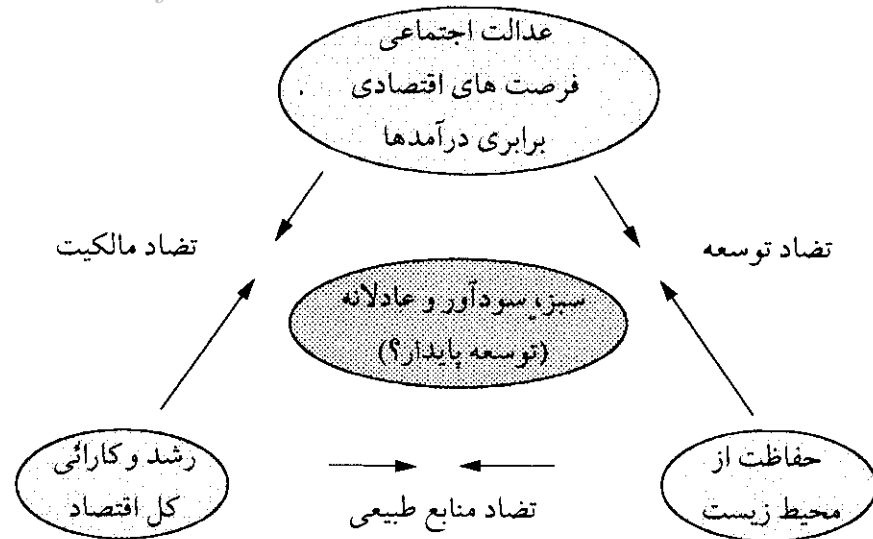 عدالت اجتماعی
فرصت های اقتصادی
برابری درآمدها
تضاد مالکیت
تضاد توسعه
سبز، سودآور و عادلانه
(توسعه پایدار؟)
رشد و کارائی
کل اقتصاد
حفاظت از
محیط زیست
تضاد منابع طبیعی